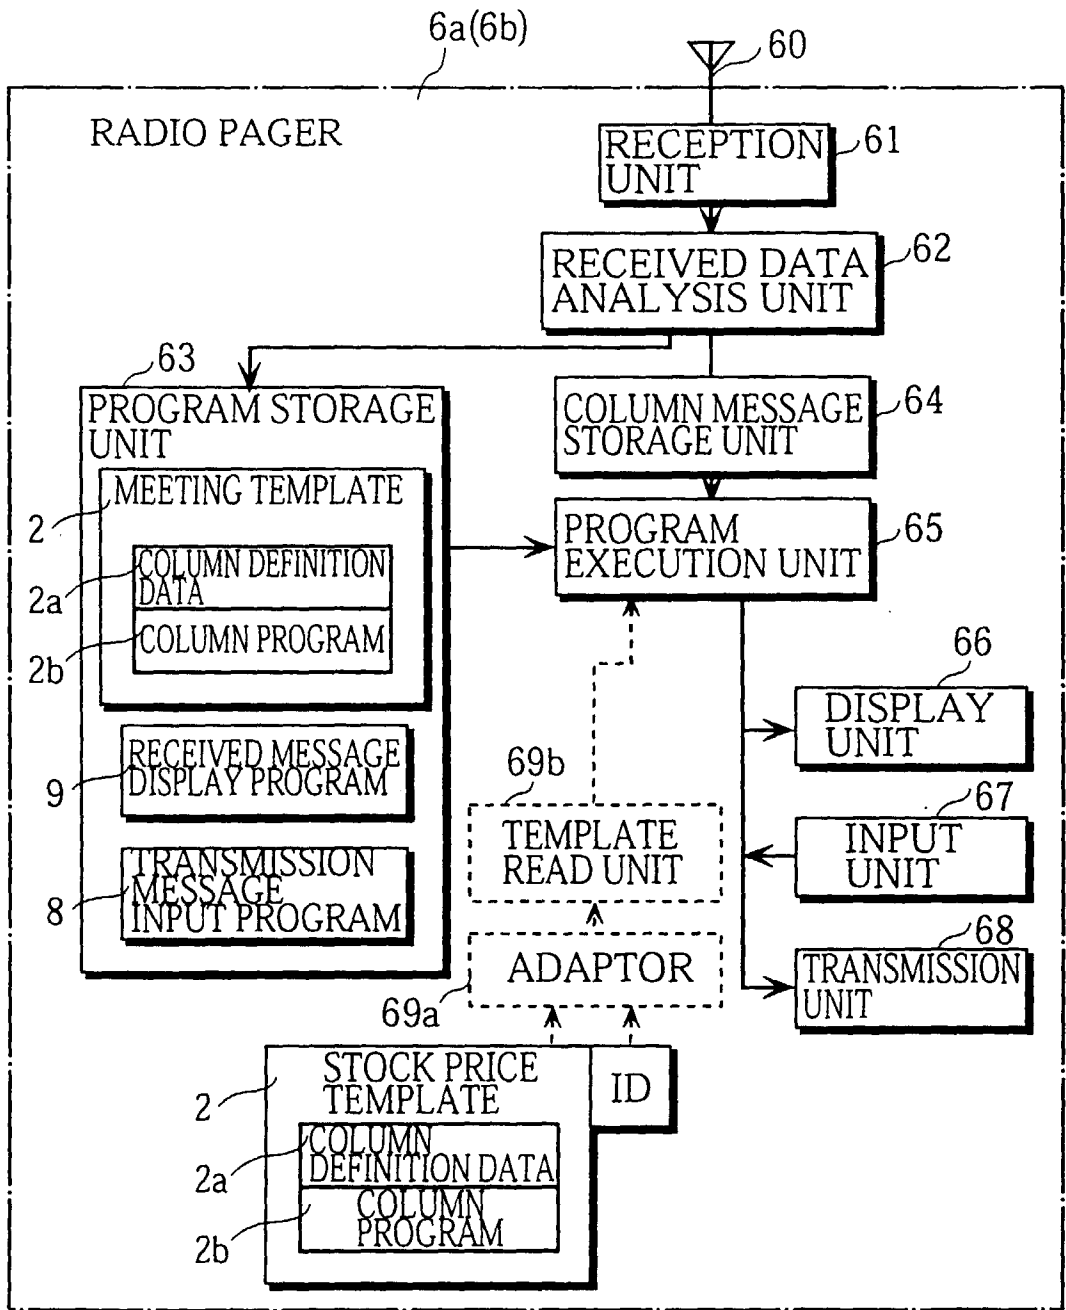 6a(6b)
60
RADIO PAGER
RECEPTION
UNIT
61
RECEIVED DATA
ANALYSIS UNIT
62
63
PROGRAM STORAGE
UNIT
COLUMN MESSAGE
STORAGE UNIT
64
2
MEETING TEMPLATE
2a
COLUMN DEFINITION
DATA
2b
COLUMN PROGRAM
PROGRAM
EXECUTION UNIT
65
9
RECEIVED MESSAGE
DISPLAY PROGRAM
8
TRANSMISSION
MESSAGE
INPUT PROGRAM
66
DISPLAY
UNIT
67
INPUT
UNIT
68
TRANSMISSION
UNIT
69b
TEMPLATE
READ UNIT
ADAPTOR
69a
2
STOCK PRICE
TEMPLATE
ID
2a
COLUMN
DEFINITION DATA
2b
COLUMN
PROGRAM